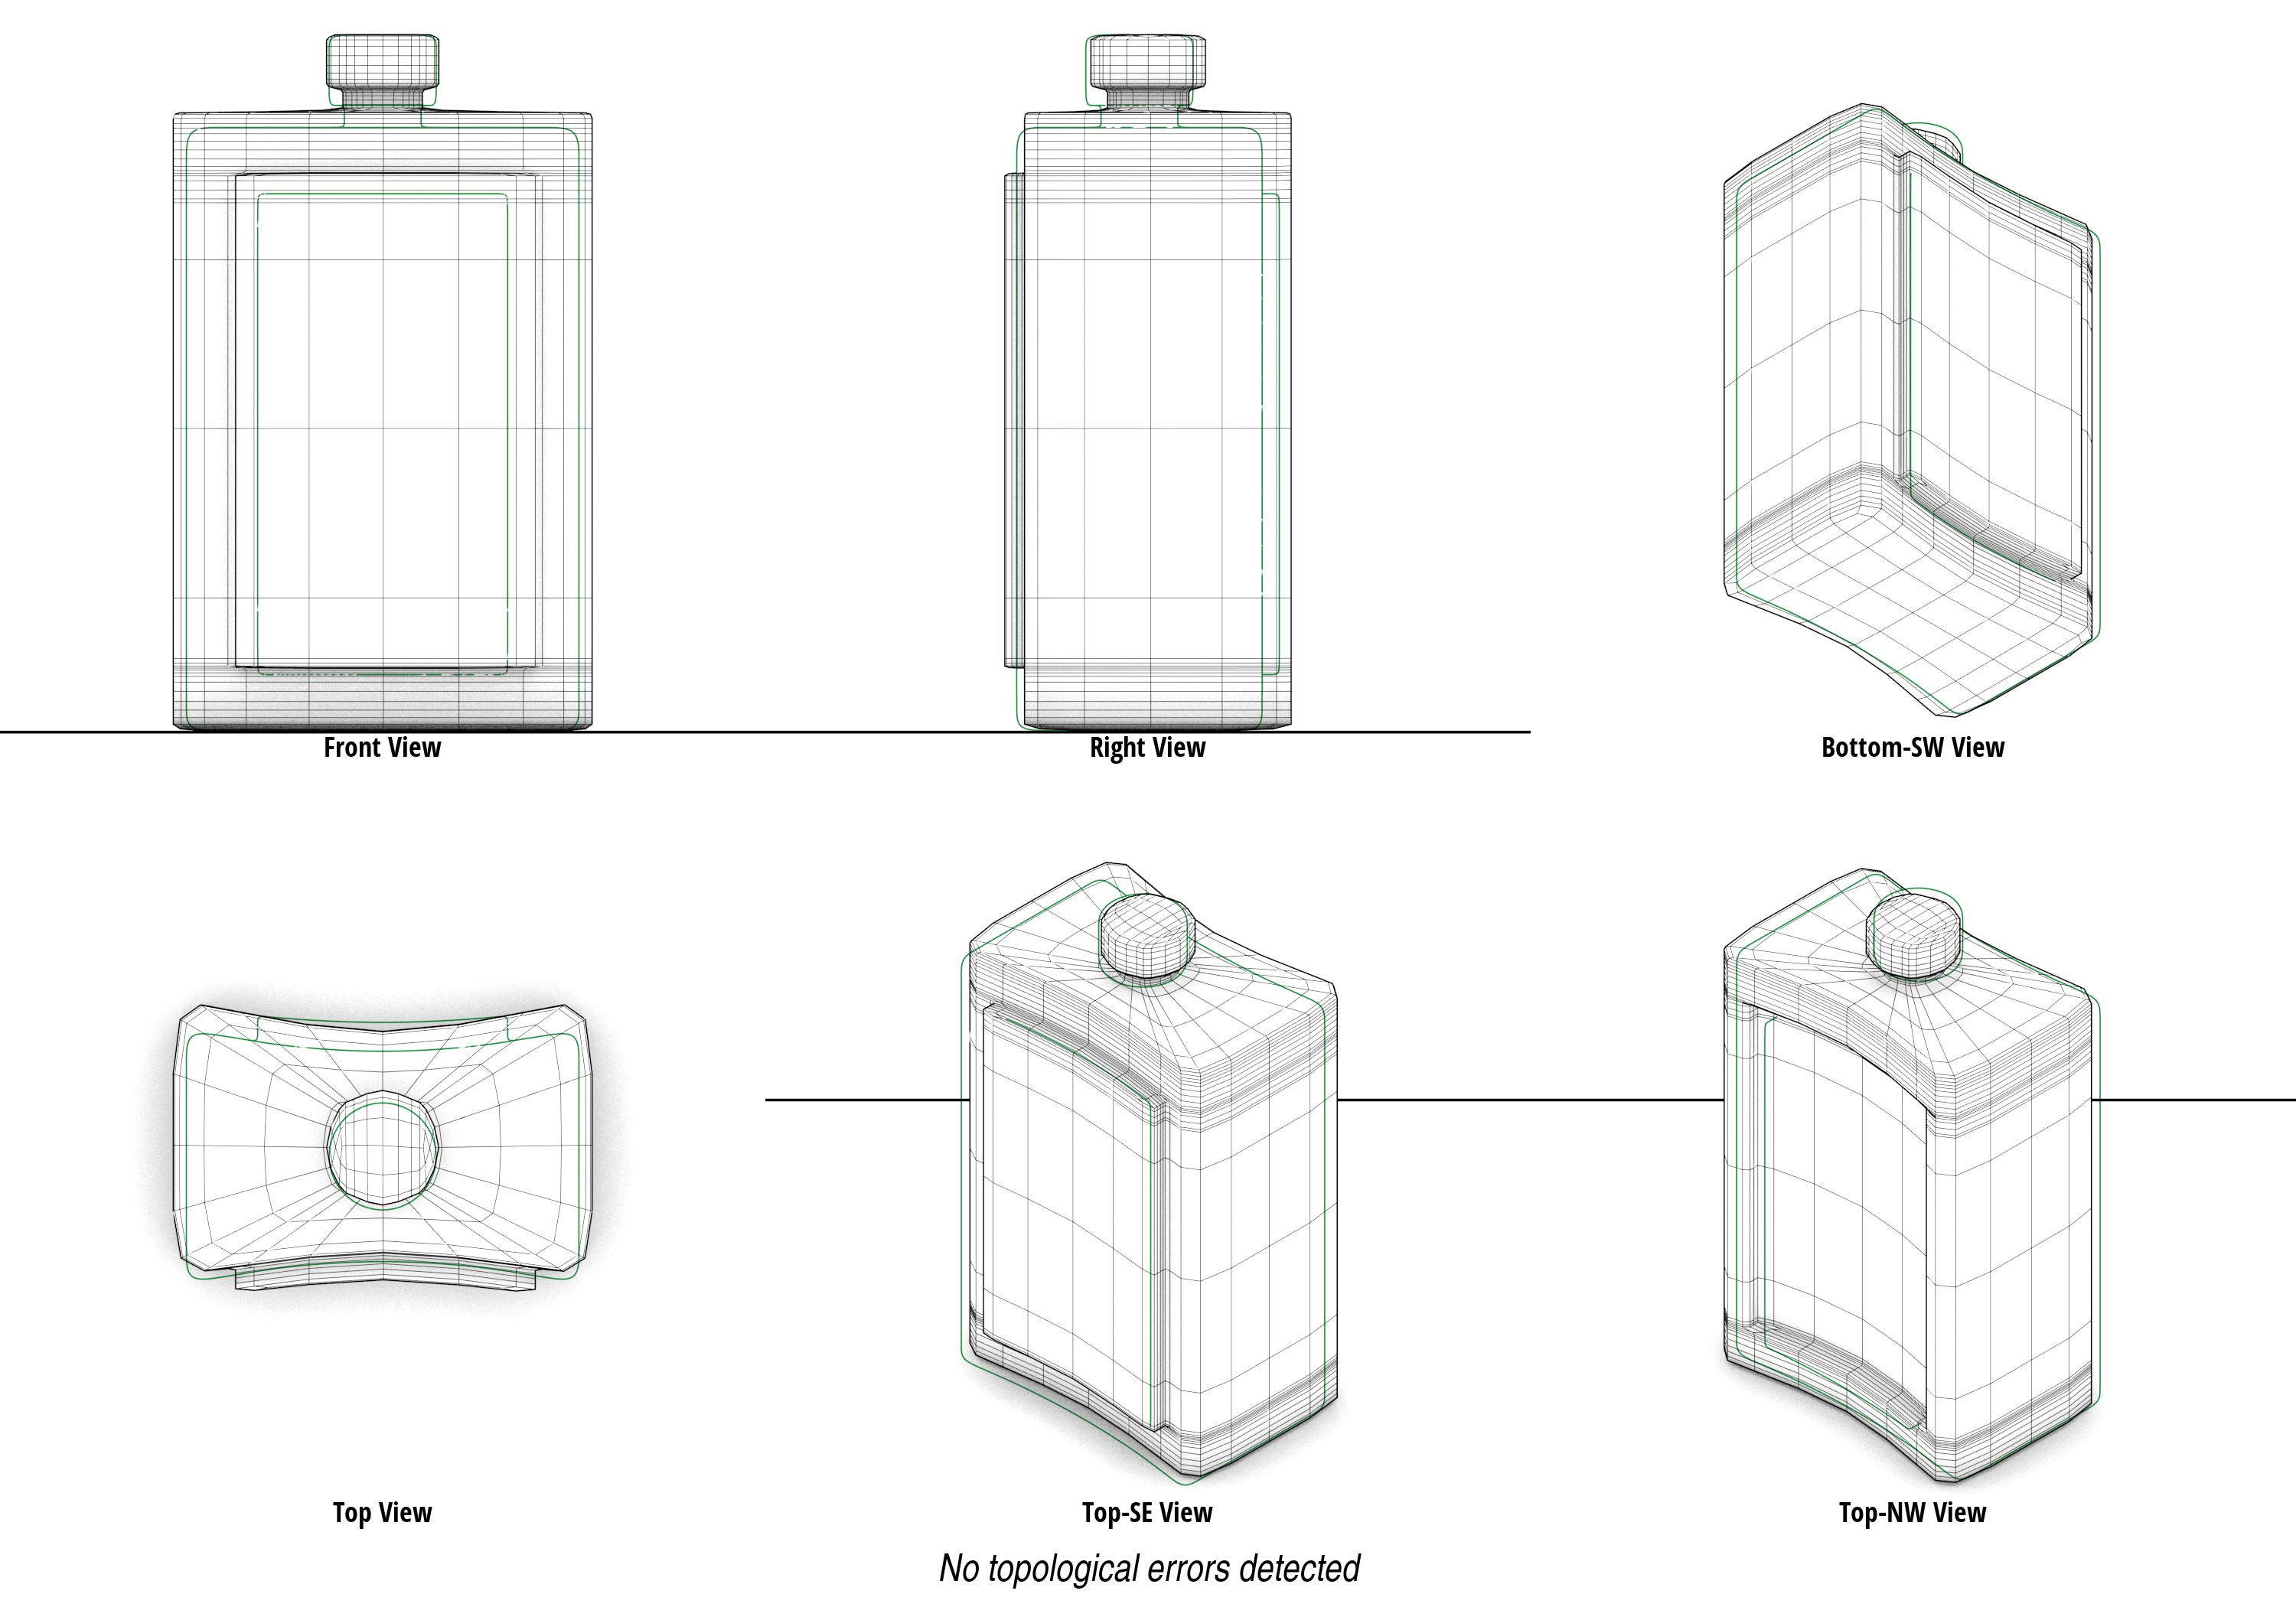 Front View
Right View
Bottom-SW View
Top View
Top-SE View
Top-NW View
No topological errors detected